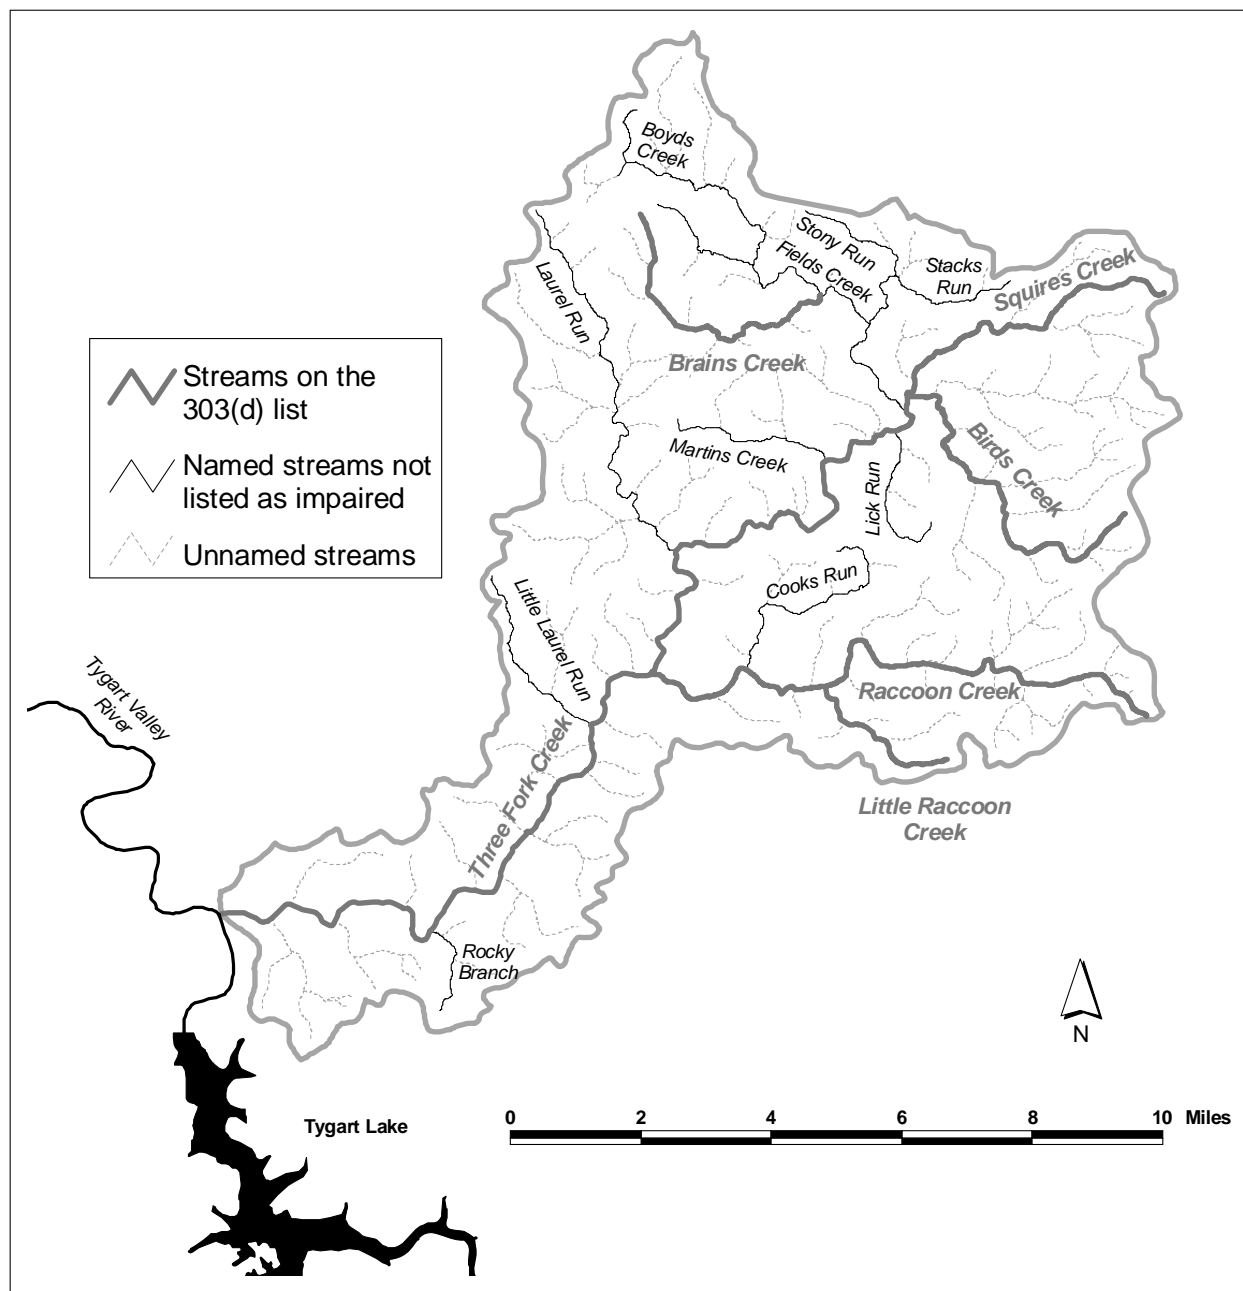 Boyds
Creek
Stony Run
Fields Creek
Stacks
Run
Squires Creek
Laurel Run
Brains Creek
Streams on the
303(d) list
Named streams not
listed as impaired
Unnamed streams
Martins Creek
Lick Run
Birds Creek
Cooks Run
Little Laurel Run
Raccoon Creek
Tygart Valley
River
Three Fork Creek
Little Raccoon
Creek
Rocky
Branch
N
Tygart Lake
0 2 4 6 8 10 Miles